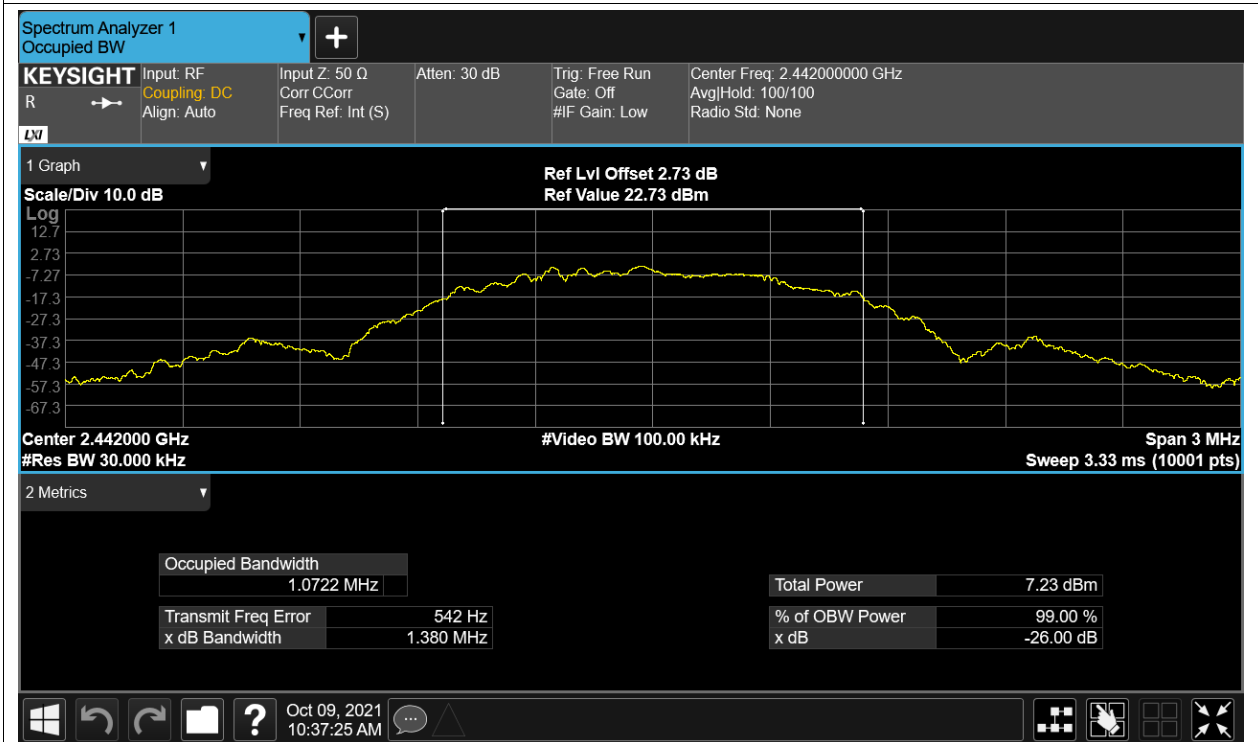 Spectrum Analyzer 1
Occupied BW
KEYSIGHT Input: RF Input Z: 50 Ω Atten: 30 dB Trig: Free Run Center Freq: 2.442000000 GHz
R Coupling: DC Corr CCorr Gate: Off Avg|Hold: 100/100
Align: Auto Freq Ref: Int (S) #IF Gain: Low Radio Std: None
LXI
1 Graph
Ref Lvl Offset 2.73 dB
Scale/Div 10.0 dB Ref Value 22.73 dBm
Log
12.7
2.73
-7.27
-17.3
-27.3
-37.3
-47.3
-57.3
-67.3
Center 2.442000 GHz #Video BW 100.00 kHz Span 3 MHz
#Res BW 30.000 kHz Sweep 3.33 ms (10001 pts)
2 Metrics
Occupied Bandwidth
1.0722 MHz Total Power 7.23 dBm
Transmit Freq Error 542 Hz % of OBW Power 99.00 %
x dB Bandwidth 1.380 MHz x dB -26.00 dB
? Oct 09, 2021
10:37:25 AM